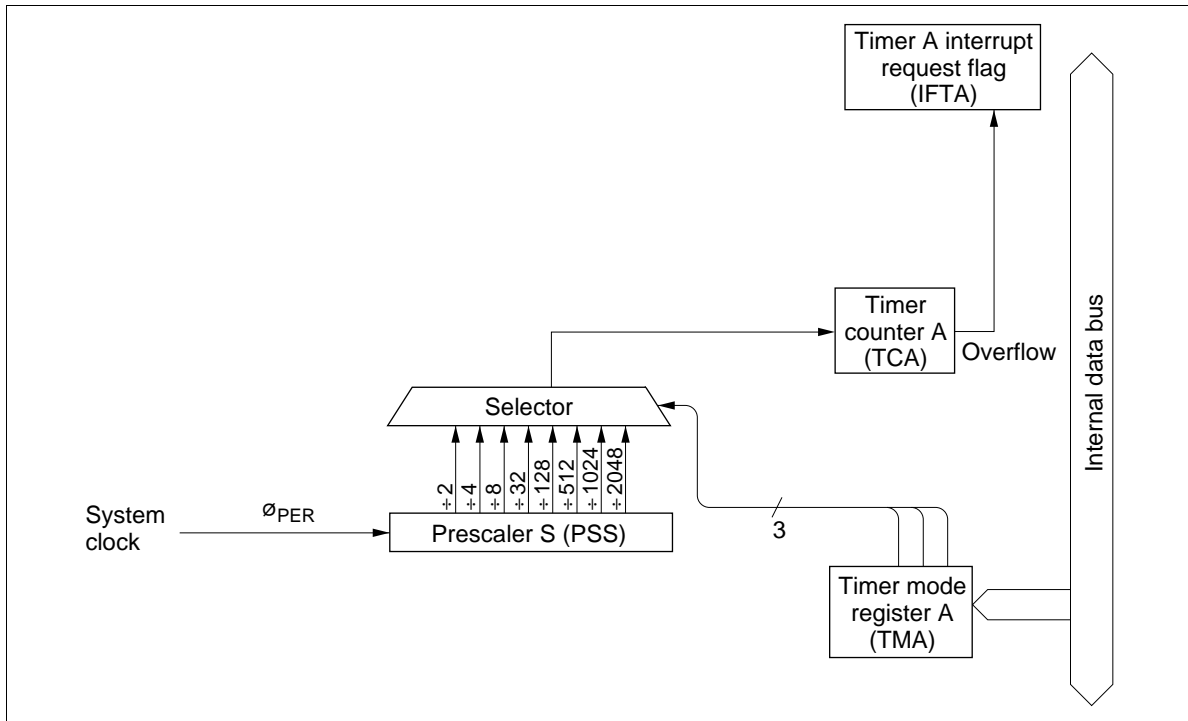 Timer A interrupt
request flag
(IFTA)
Timer
counter A
(TCA)
Overflow
Internal data bus
Selector
÷2
÷4
÷8
÷32
÷128
÷512
÷1024
÷2048
System
clock
øPER
Prescaler S (PSS)
3
Timer mode
register A
(TMA)